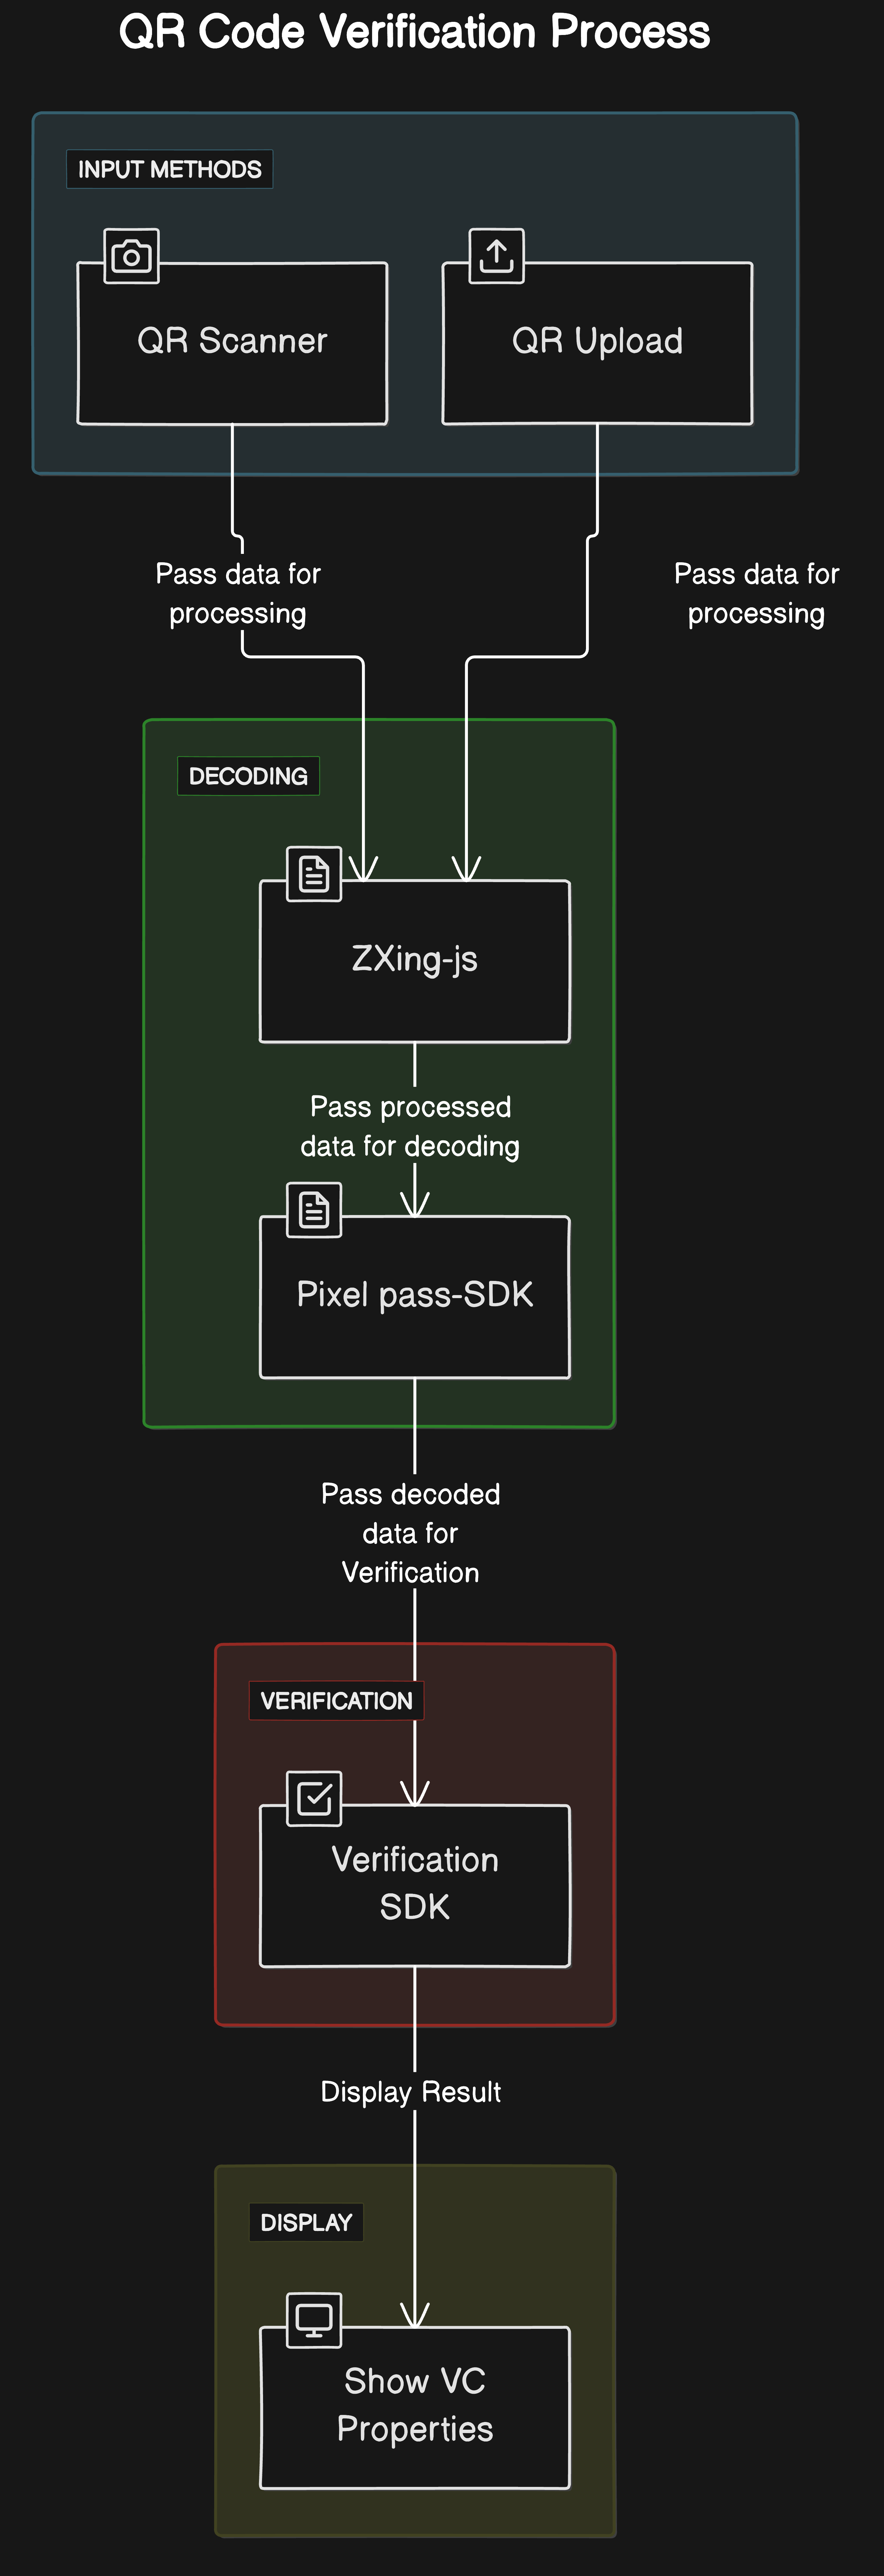 QR Code Verification Process
INPUT METHODS
QR Scanner
QR Upload
Pass data for
processing
Pass data for
processing
DECODING
ZXing-js
Pass processed
data for decoding
Pixel pass-SDK
Pass decoded
data for
Verification
VERIFICATION
Verification
SDK
Display Result
DISPLAY
Show VC
Properties